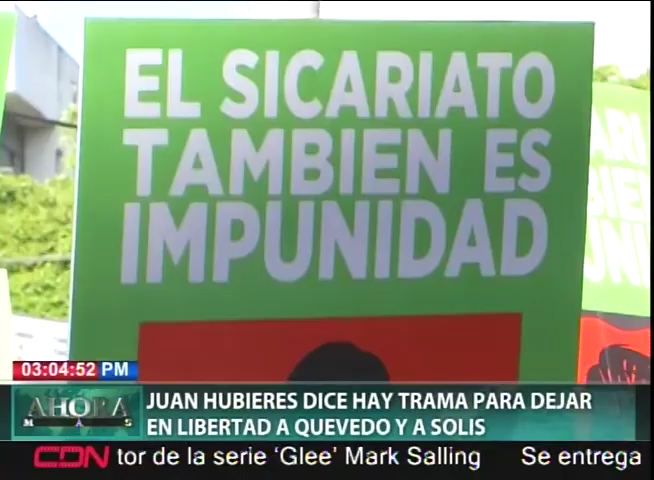 EL SICARIATO
TAMBIEN ES
IMPUNIDAD
03:04:52 PM
AHORA
MAS
JUAN HUBIERES DICE HAY TRAMA PARA DEJAR
EN LIBERTAD A QUEVEDO Y A SOLIS
CDN tor de la serie ‘Glee’ Mark Salling Se entrega